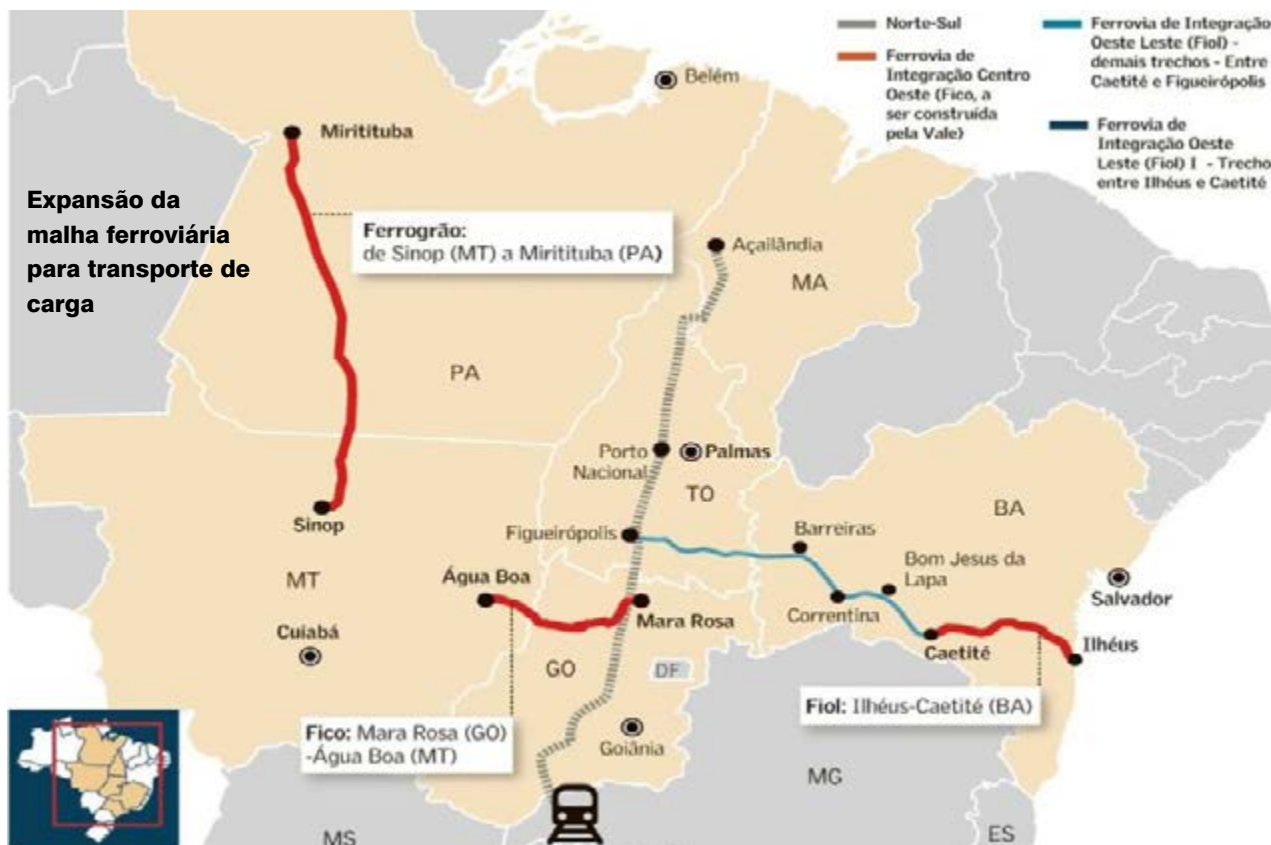 Norte-Sul
Ferrovia de
Integração Centro
Oeste (Fico, a
ser construída
pela Vale)
Ferrovia de Integração
Oeste Leste (Fiol) -
demais trechos - Entre
Caetité e Figueirópolis
Ferrovia de
Integração Oeste
Leste (Fiol) I - Trecho
entre Ilhéus e Caetité
Belém
Miritituba
Expansão da
malha ferroviária
para transporte de
carga
Ferrogrão:
de Sinop (MT) a Miritituba (PA)
Açailândia
MA
PA
Porto
Nacional
Palmas
TO
Sinop
Figueirópolis
Barreiras
BA
Bom Jesus da
Lapa
MT
Água Boa
Mara Rosa
Correntina
Salvador
Cuiabá
Caetité
Ilhéus
GO
DF
Fiol: Ilhéus-Caetité (BA)
Fico: Mara Rosa (GO)
-Água Boa (MT)
Goiânia
MG
MS
ES